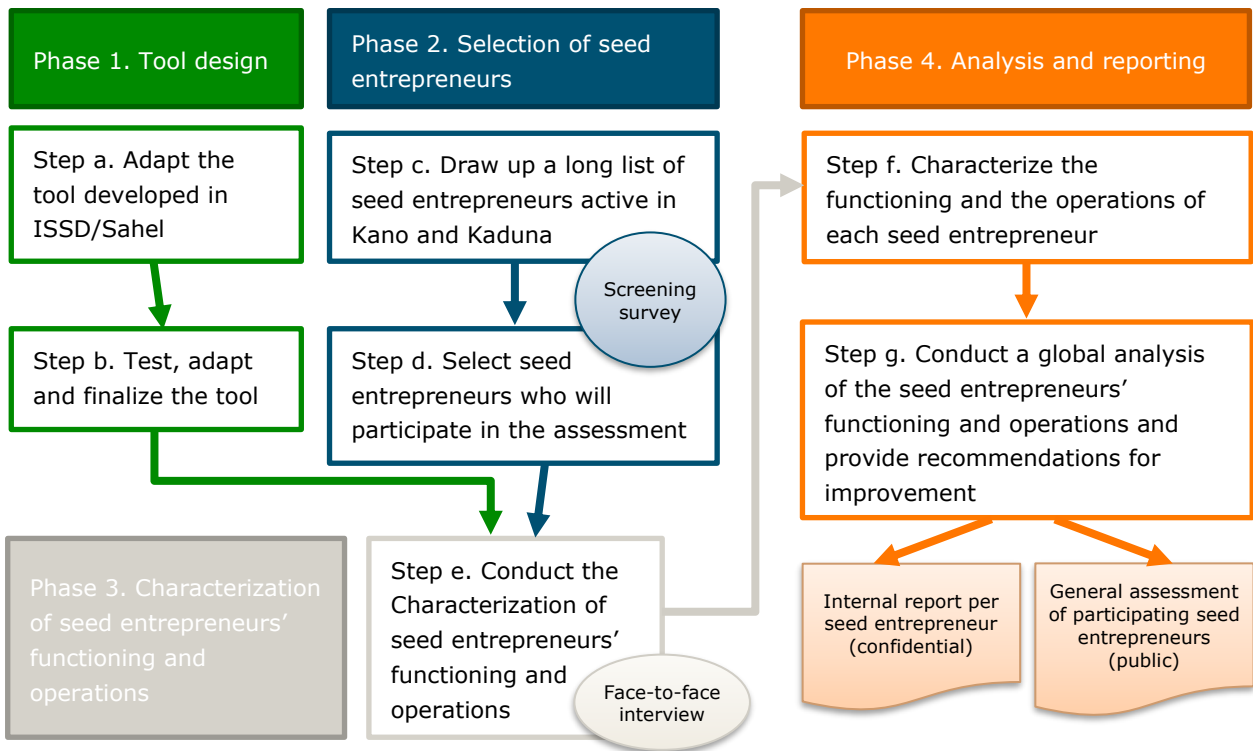 Phase 1. Tool design
Step a. Adapt the
tool developed in
ISSD/Sahel
Step b. Test, adapt
and finalize the tool
Phase 2. Selection of seed
entrepreneurs
Step c. Draw up a long list of
seed entrepreneurs active in
Kano and Kaduna
Screening
survey
Step d. Select seed
entrepreneurs who will
participate in the assessment
Phase 3. Characterization
of seed entrepreneurs’
functioning and
operations
Step e. Conduct the
Characterization of
seed entrepreneurs’
functioning and
operations
Face-to-face
interview
Phase 4. Analysis and reporting
Step f. Characterize the
functioning and the operations of
each seed entrepreneur
Step g. Conduct a global analysis
of the seed entrepreneurs’
functioning and operations and
provide recommendations for
improvement
Internal report per
seed entrepreneur
(confidential)
General assessment
of participating seed
entrepreneurs
(public)